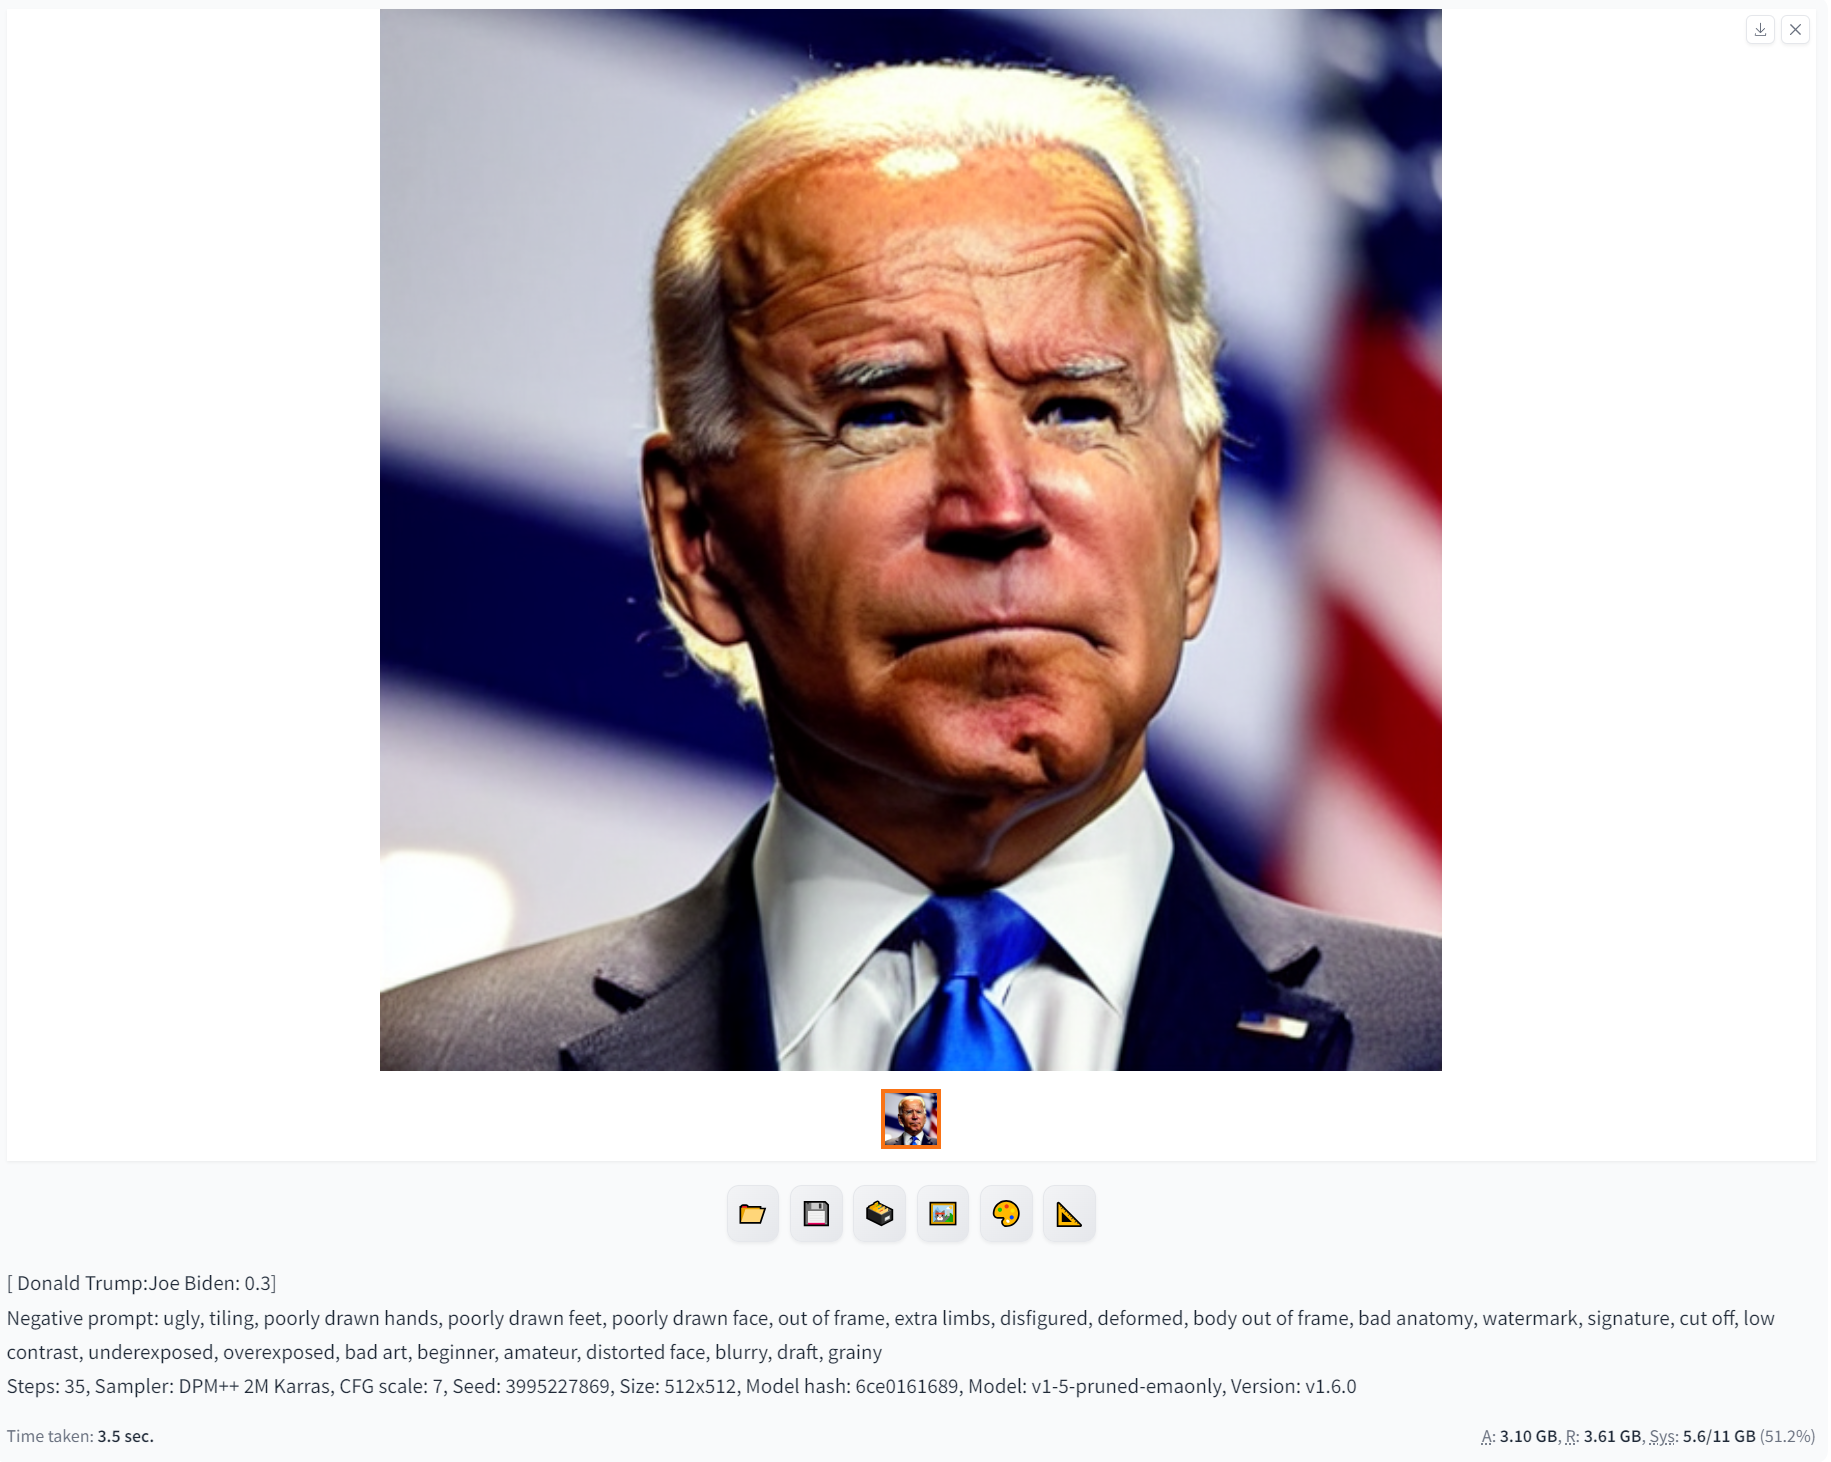 [ Donald Trump:Joe Biden: 0.3]
Negative prompt: ugly, tiling, poorly drawn hands, poorly drawn feet, poorly drawn face, out of frame, extra limbs, disfigured, deformed, body out of frame, bad anatomy, watermark, signature, cut off, low
contrast, underexposed, overexposed, bad art, beginner, amateur, distorted face, blurry, draft, grainy
Steps: 35, Sampler: DPM++ 2M Karras, CFG scale: 7, Seed: 3995227869, Size: 512x512, Model hash: 6ce0161689, Model: v1-5-pruned-emaonly, Version: v1.6.0
Time taken: 3.5 sec. A: 3.10 GB, R: 3.61 GB, Sys: 5.6/11 GB (51.2%)